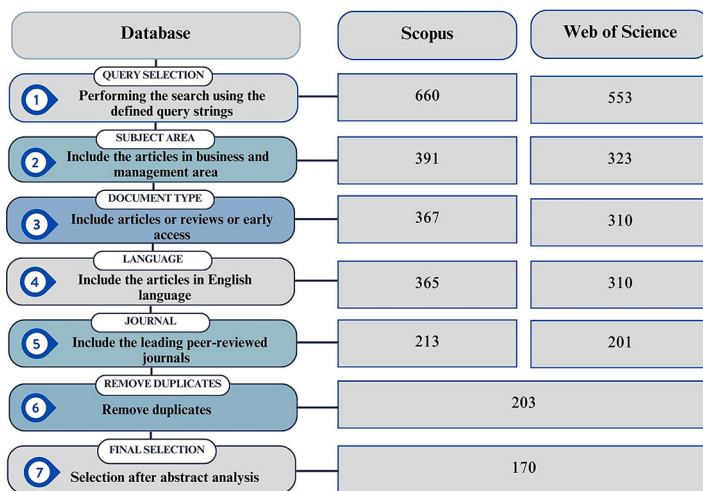 Database
Scopus
Web of Science
QUERY SELECTION
1
Performing the search using the
defined query strings
660
553
SUBJECT AREA
2
Include the articles in business and
management area
391
323
DOCUMENT TYPE
3
Include articles or reviews or early
access
367
310
LANGUAGE
4
Include the articles in English
language
365
310
JOURNAL
5
Include the leading peer-reviewed
journals
213
201
REMOVE DUPLICATES
6
Remove duplicates
203
FINAL SELECTION
7
Selection after abstract analysis
170